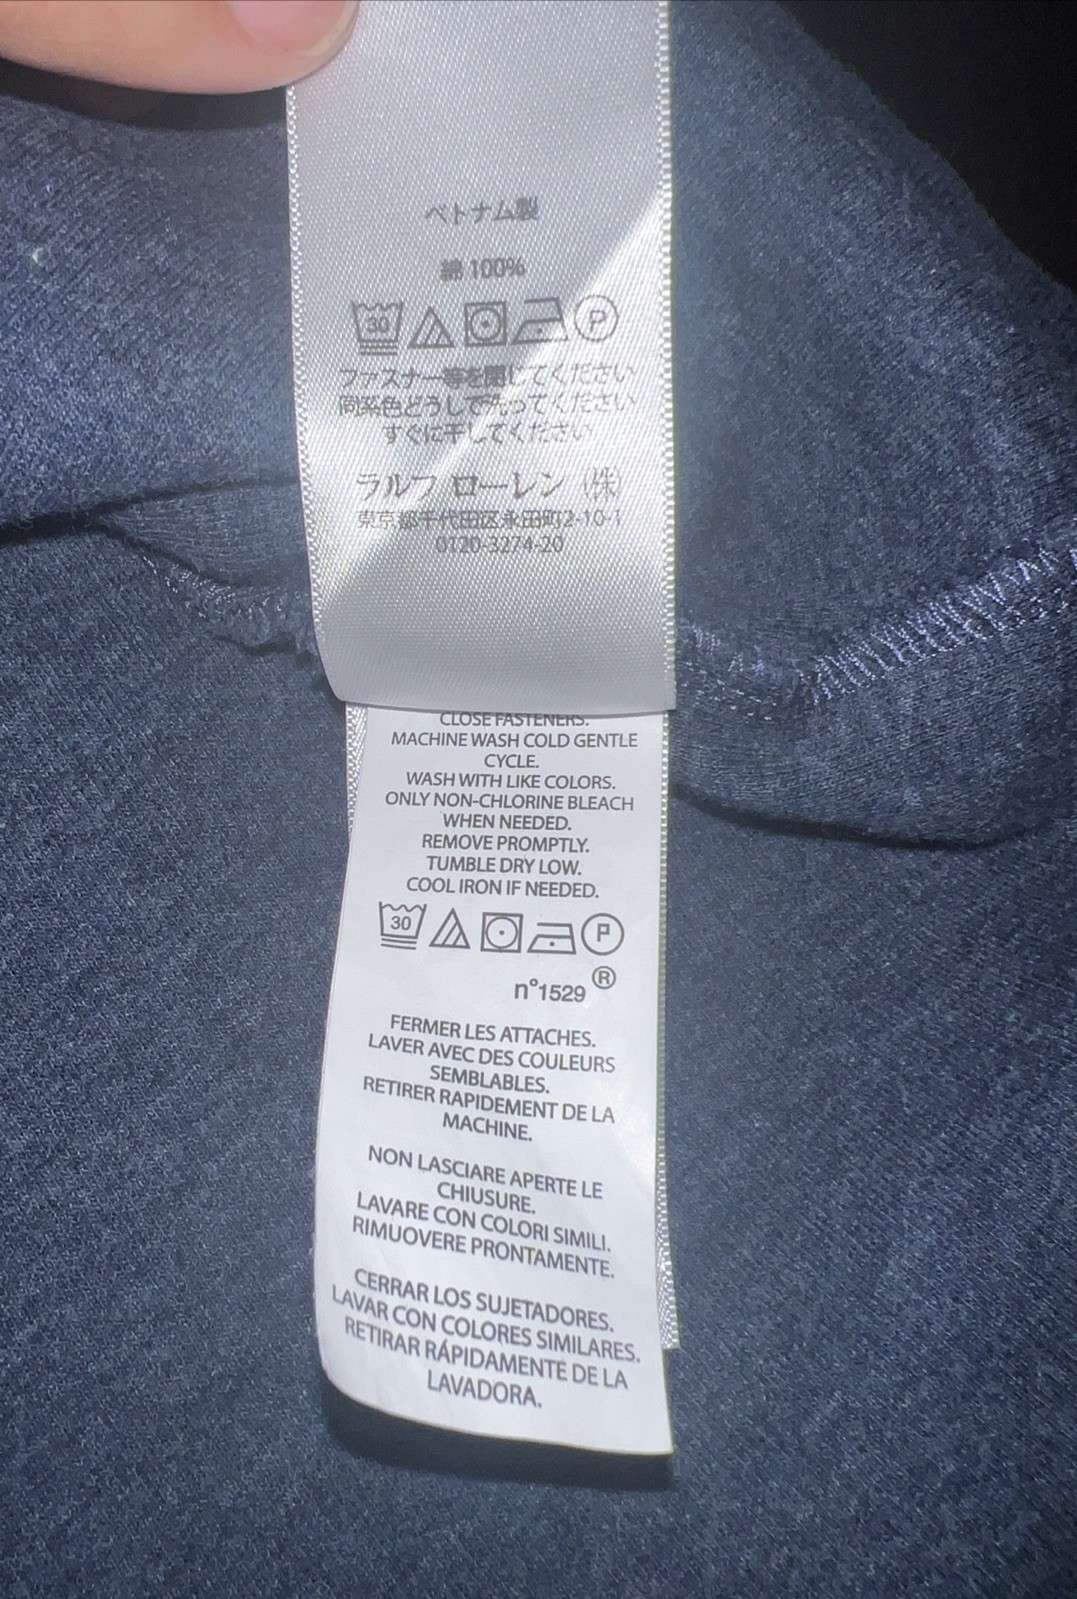 ベトナム製
綿 100%
30 P
ファスナー等を閉じてください
同系色どうしで洗ってください
すぐに干してください
ラルフ ローレン (株)
東京都千代田区永田町2-10-1
0120-3274-20
CLOSE FASTENERS.
MACHINE WASH COLD GENTLE
CYCLE.
WASH WITH LIKE COLORS.
ONLY NON-CHLORINE BLEACH
WHEN NEEDED.
REMOVE PROMPTLY.
TUMBLE DRY LOW.
COOL IRON IF NEEDED.
30 P
n°1529 ®
FERMER LES ATTACHES.
LAVER AVEC DES COULEURS
SEMBLABLES.
RETIRER RAPIDEMENT DE LA
MACHINE.
NON LASCIARE APERTE LE
CHIUSURE.
LAVARE CON COLORI SIMILI.
RIMUOVERE PRONTAMENTE.
CERRAR LOS SUJETADORES.
LAVAR CON COLORES SIMILARES.
RETIRAR RÁPIDAMENTE DE LA
LAVADORA.